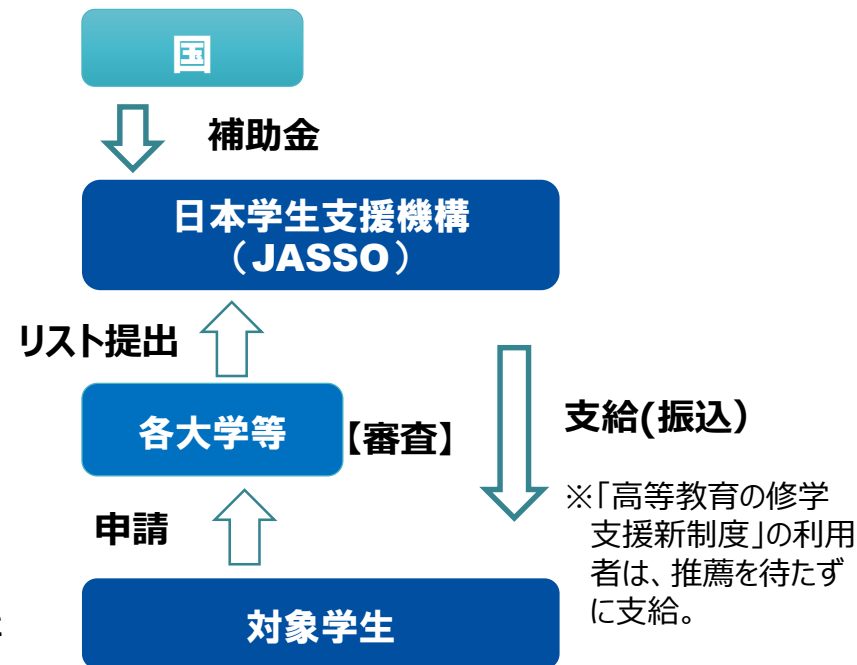 国
補助金
日本学生支援機構
（JASSO）
リスト提出
各大学等
【審査】
支給(振込）
※「高等教育の修学
支援新制度」の利用
者は、推薦を待たず
に支給。
申請
対象学生